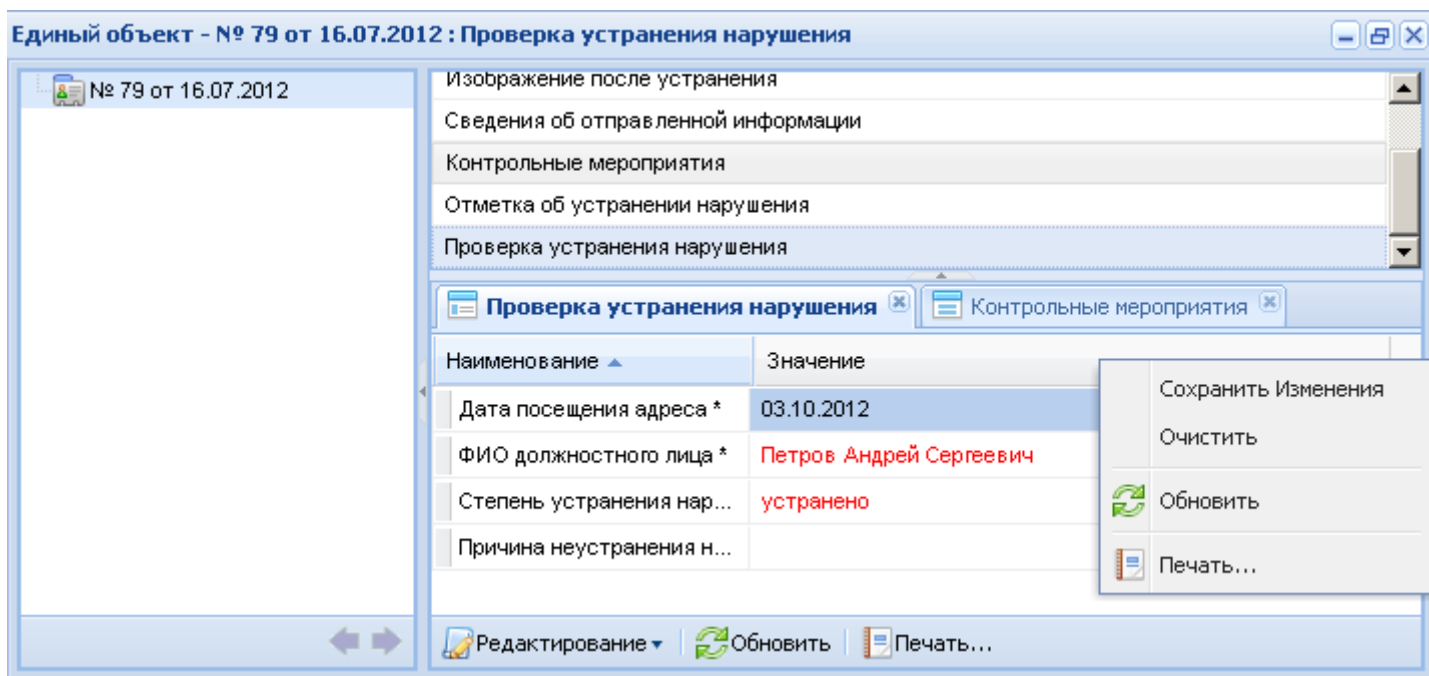 Единый объект - № 79 от 16.07.2012 : Проверка устранения нарушения
№ 79 от 16.07.2012
Изображение после устранения
Сведения об отправленной информации
Контрольные мероприятия
Отметка об устранении нарушения
Проверка устранения нарушения
Проверка устранения нарушения Контрольные мероприятия
Наименование Значение
Дата посещения адреса * 03.10.2012
ФИО должностного лица * Петров Андрей Сергеевич
Степень устранения нар... устранено
Причина неустранения н...
Сохранить Изменения
Очистить
Обновить
Печать...
Редактирование Обновить Печать...